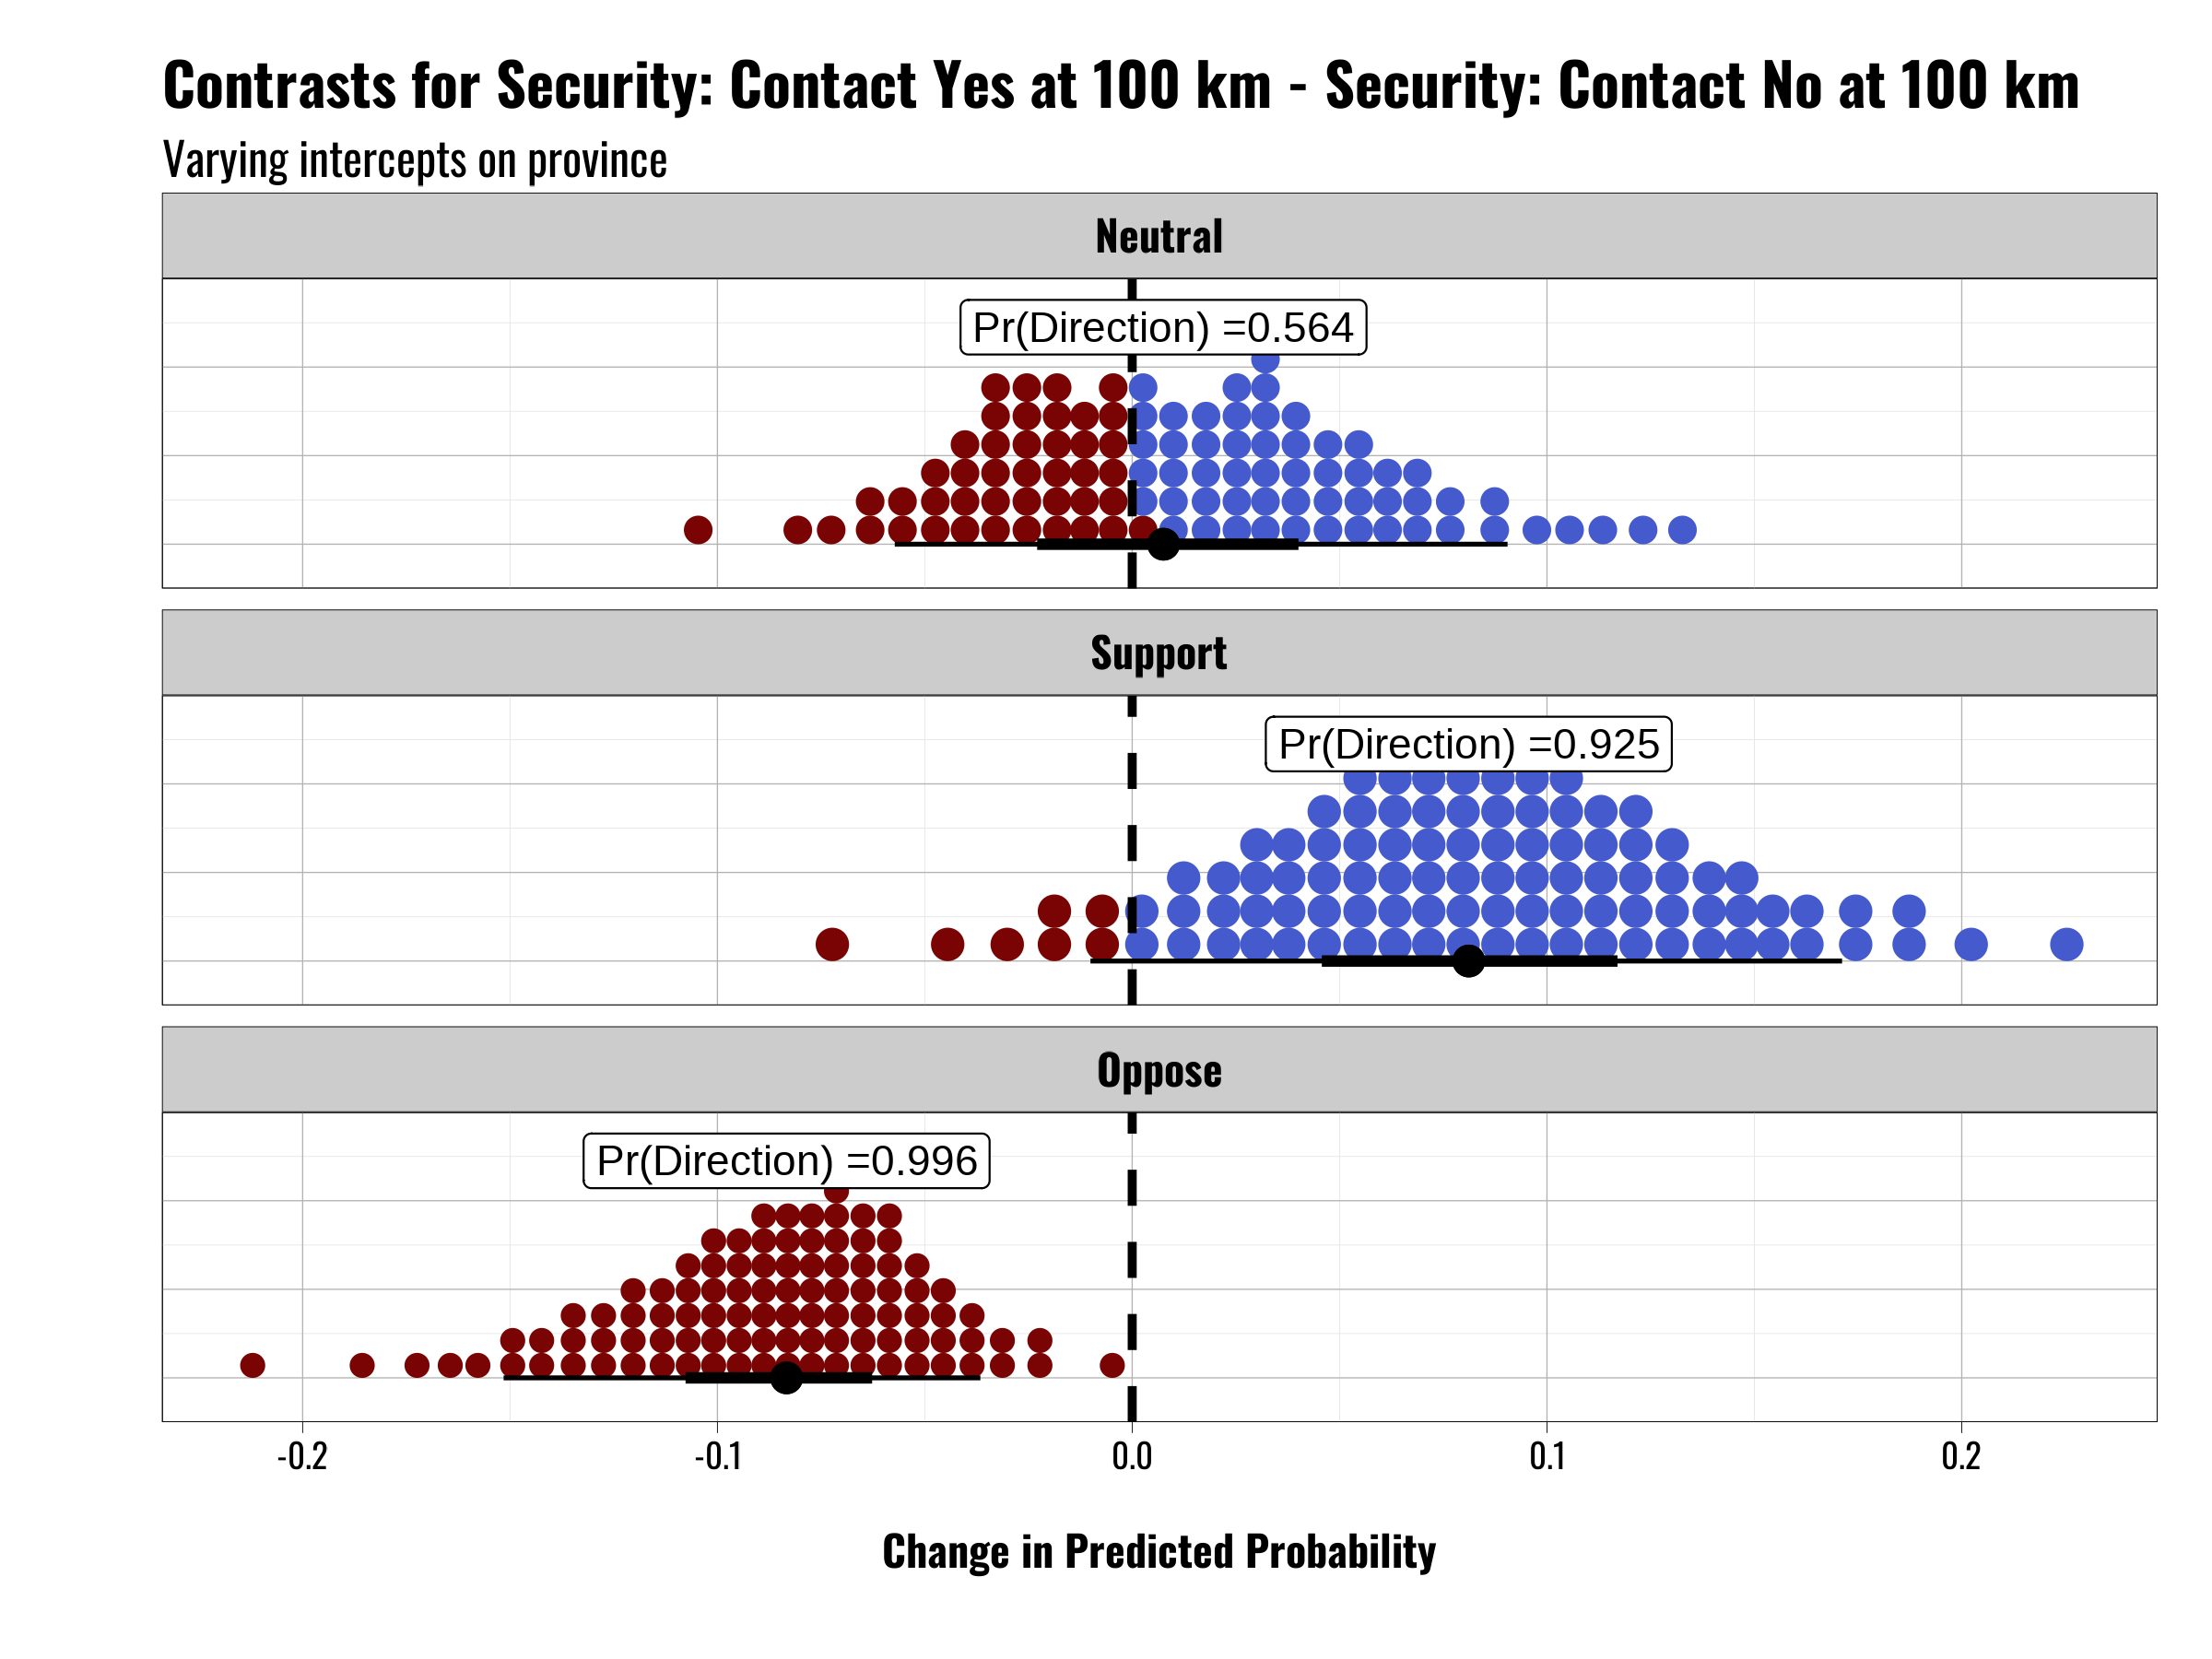 Contrasts for Security: Contact Yes at 100 km - Security: Contact No at 100 km
Varying intercepts on province
Neutral
Pr(Direction) =0.564
Support
Pr(Direction) =0.925
Oppose
Pr(Direction) =0.996
-0.2 -0.1 0.0 0.1 0.2
Change in Predicted Probability